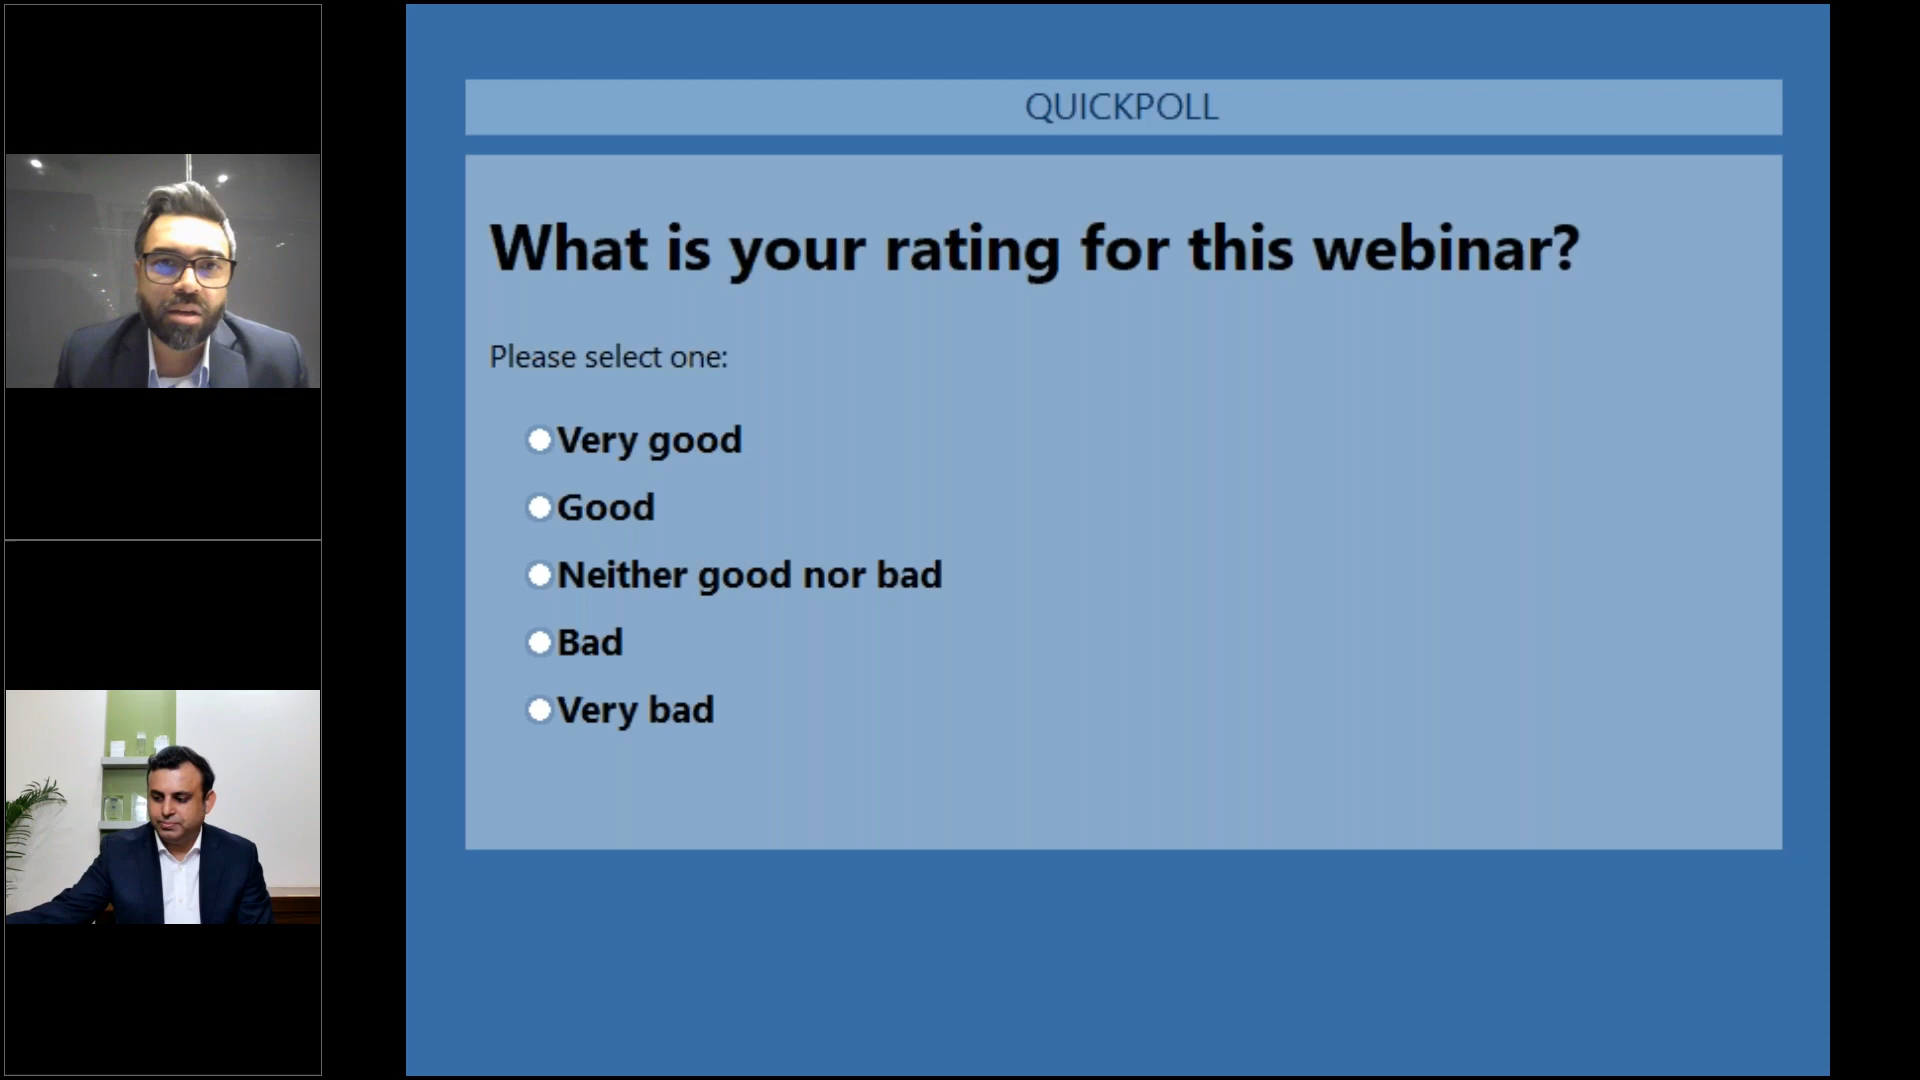 QUICKPOLL
What is your rating for this webinar?
Please select one:
Very good
Good
Neither good nor bad
Bad
Very bad